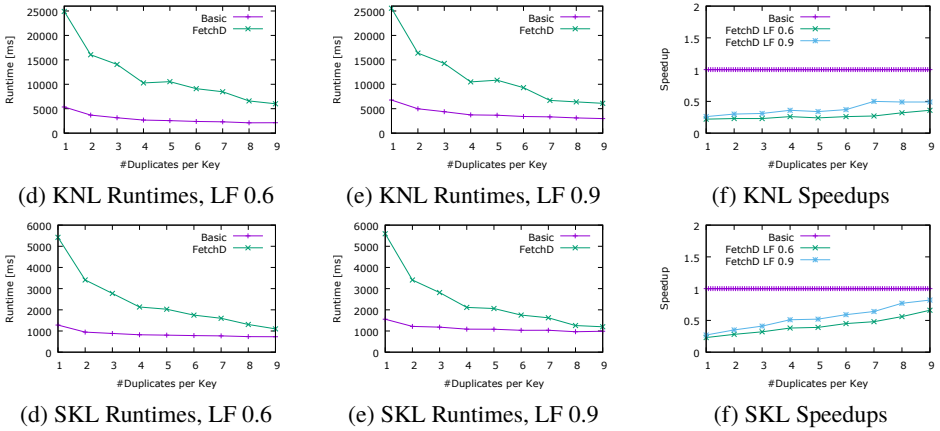 Runtime [ms]
25000
20000
15000
10000
5000
0
Basic
FetchD
1 2 3 4 5 6 7 8 9
#Duplicates per Key
(d) KNL Runtimes, LF 0.6
Runtime [ms]
25000
20000
15000
10000
5000
0
Basic
FetchD
1 2 3 4 5 6 7 8 9
#Duplicates per Key
(e) KNL Runtimes, LF 0.9
Speedup
2
1.5
1
0.5
0
Basic
FetchD LF 0.6
FetchD LF 0.9
1 2 3 4 5 6 7 8 9
#Duplicates per Key
(f) KNL Speedups
Runtime [ms]
6000
5000
4000
3000
2000
1000
0
Basic
FetchD
1 2 3 4 5 6 7 8 9
#Duplicates per Key
(d) SKL Runtimes, LF 0.6
Runtime [ms]
6000
5000
4000
3000
2000
1000
0
Basic
FetchD
1 2 3 4 5 6 7 8 9
#Duplicates per Key
(e) SKL Runtimes, LF 0.9
Speedup
2
1.5
1
0.5
0
Basic
FetchD LF 0.6
FetchD LF 0.9
1 2 3 4 5 6 7 8 9
#Duplicates per Key
(f) SKL Speedups